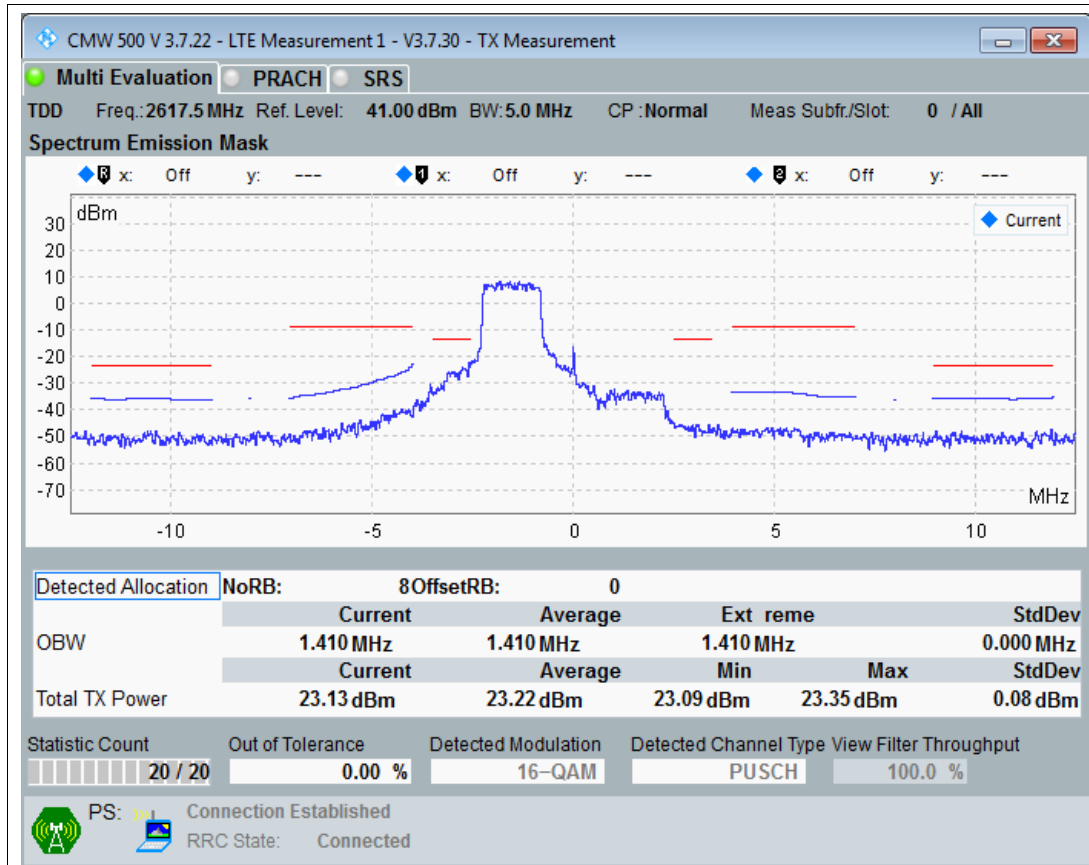 CMW 500 V 3.7.22 - LTE Measurement 1 - V3.7.30 - TX Measurement
Multi Evaluation PRACH SRS
TDD Freq.: 2617.5 MHz Ref. Level: 41.00 dBm BW: 5.0 MHz CP : Normal Meas Subfr./Slot: 0 / All
Spectrum Emission Mask
R x: Off y: --- 1 x: Off y: --- 2 x: Off y: ---
dBm
Current
30
20
10
0
-10
-20
-30
-40
-50
-60
-70
MHz
-10 -5 0 5 10
Detected Allocation NoRB: 8 OffsetRB: 0
Current Average Ext reme StdDev
OBW 1.410 MHz 1.410 MHz 1.410 MHz 0.000 MHz
Current Average Min Max StdDev
Total TX Power 23.13 dBm 23.22 dBm 23.09 dBm 23.35 dBm 0.08 dBm
Statistic Count Out of Tolerance Detected Modulation Detected Channel Type View Filter Throughput
20 / 20 0.00 % 16-QAM PUSCH 100.0 %
PS: Connection Established
RRC State: Connected